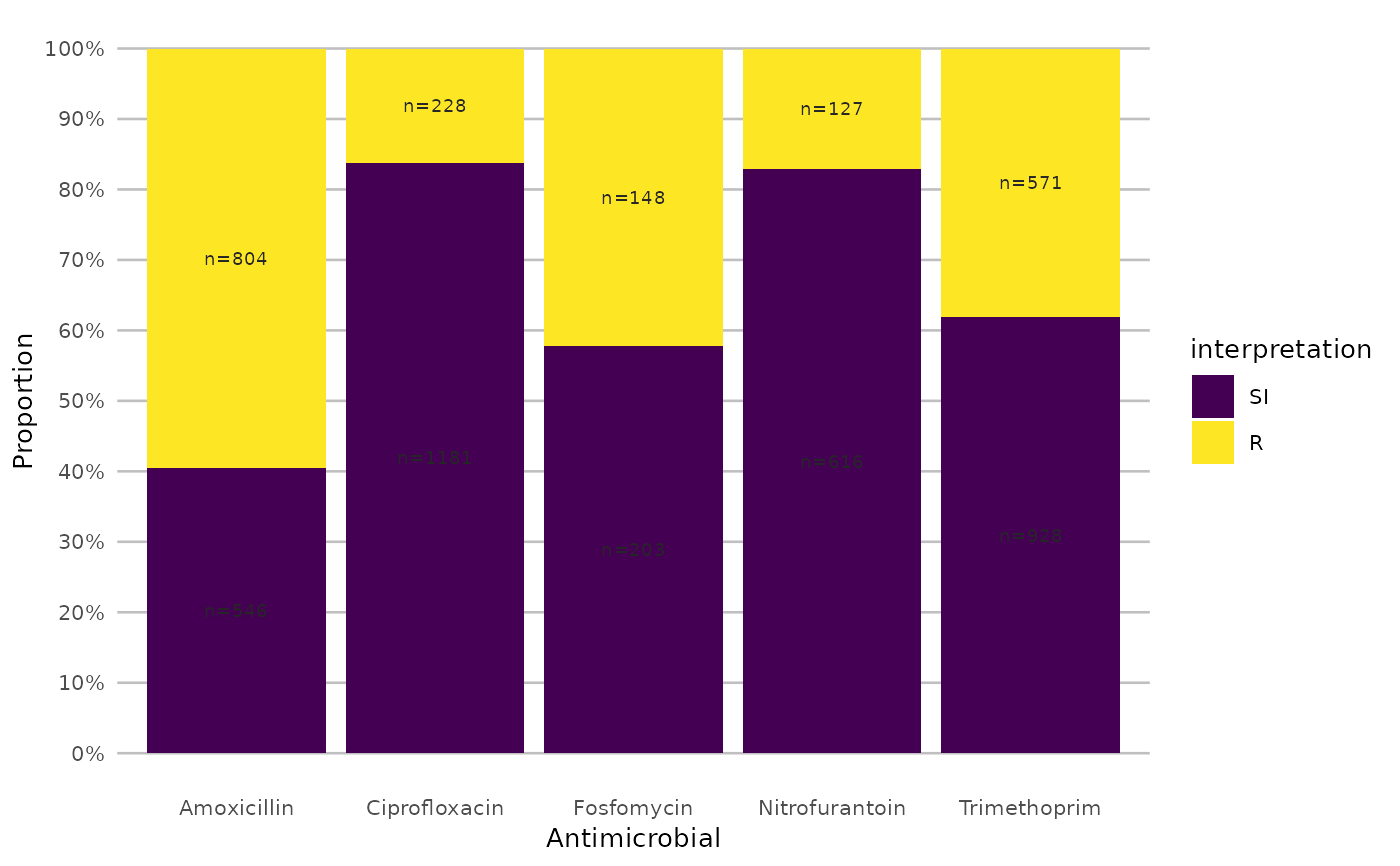 100%
90%
80%
70%
60%
50%
40%
30%
20%
10%
0%
Proportion
n=804
n=546
n=228
n=1181
n=148
n=203
n=127
n=616
n=571
n=928
Amoxicillin
Ciprofloxacin
Fosfomycin
Nitrofurantoin
Trimethoprim
Antimicrobial
interpretation
SI
R